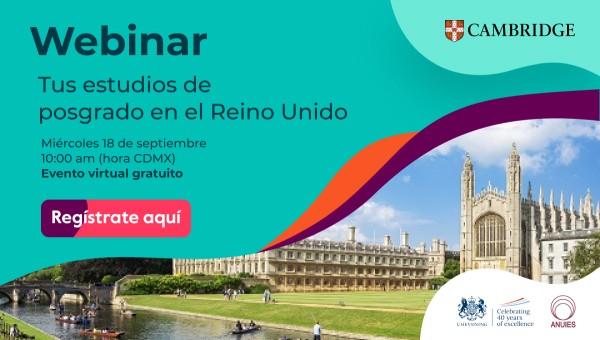 Webinar
CAMBRIDGE
Tus estudios de
posgrado en el Reino Unido
Miércoles 18 de septiembre
10:00 am (hora CDMX)
Evento virtual gratuito
Regístrate aquí
CHEVENING
Celebrating
40 years
of excellence
ANUIES